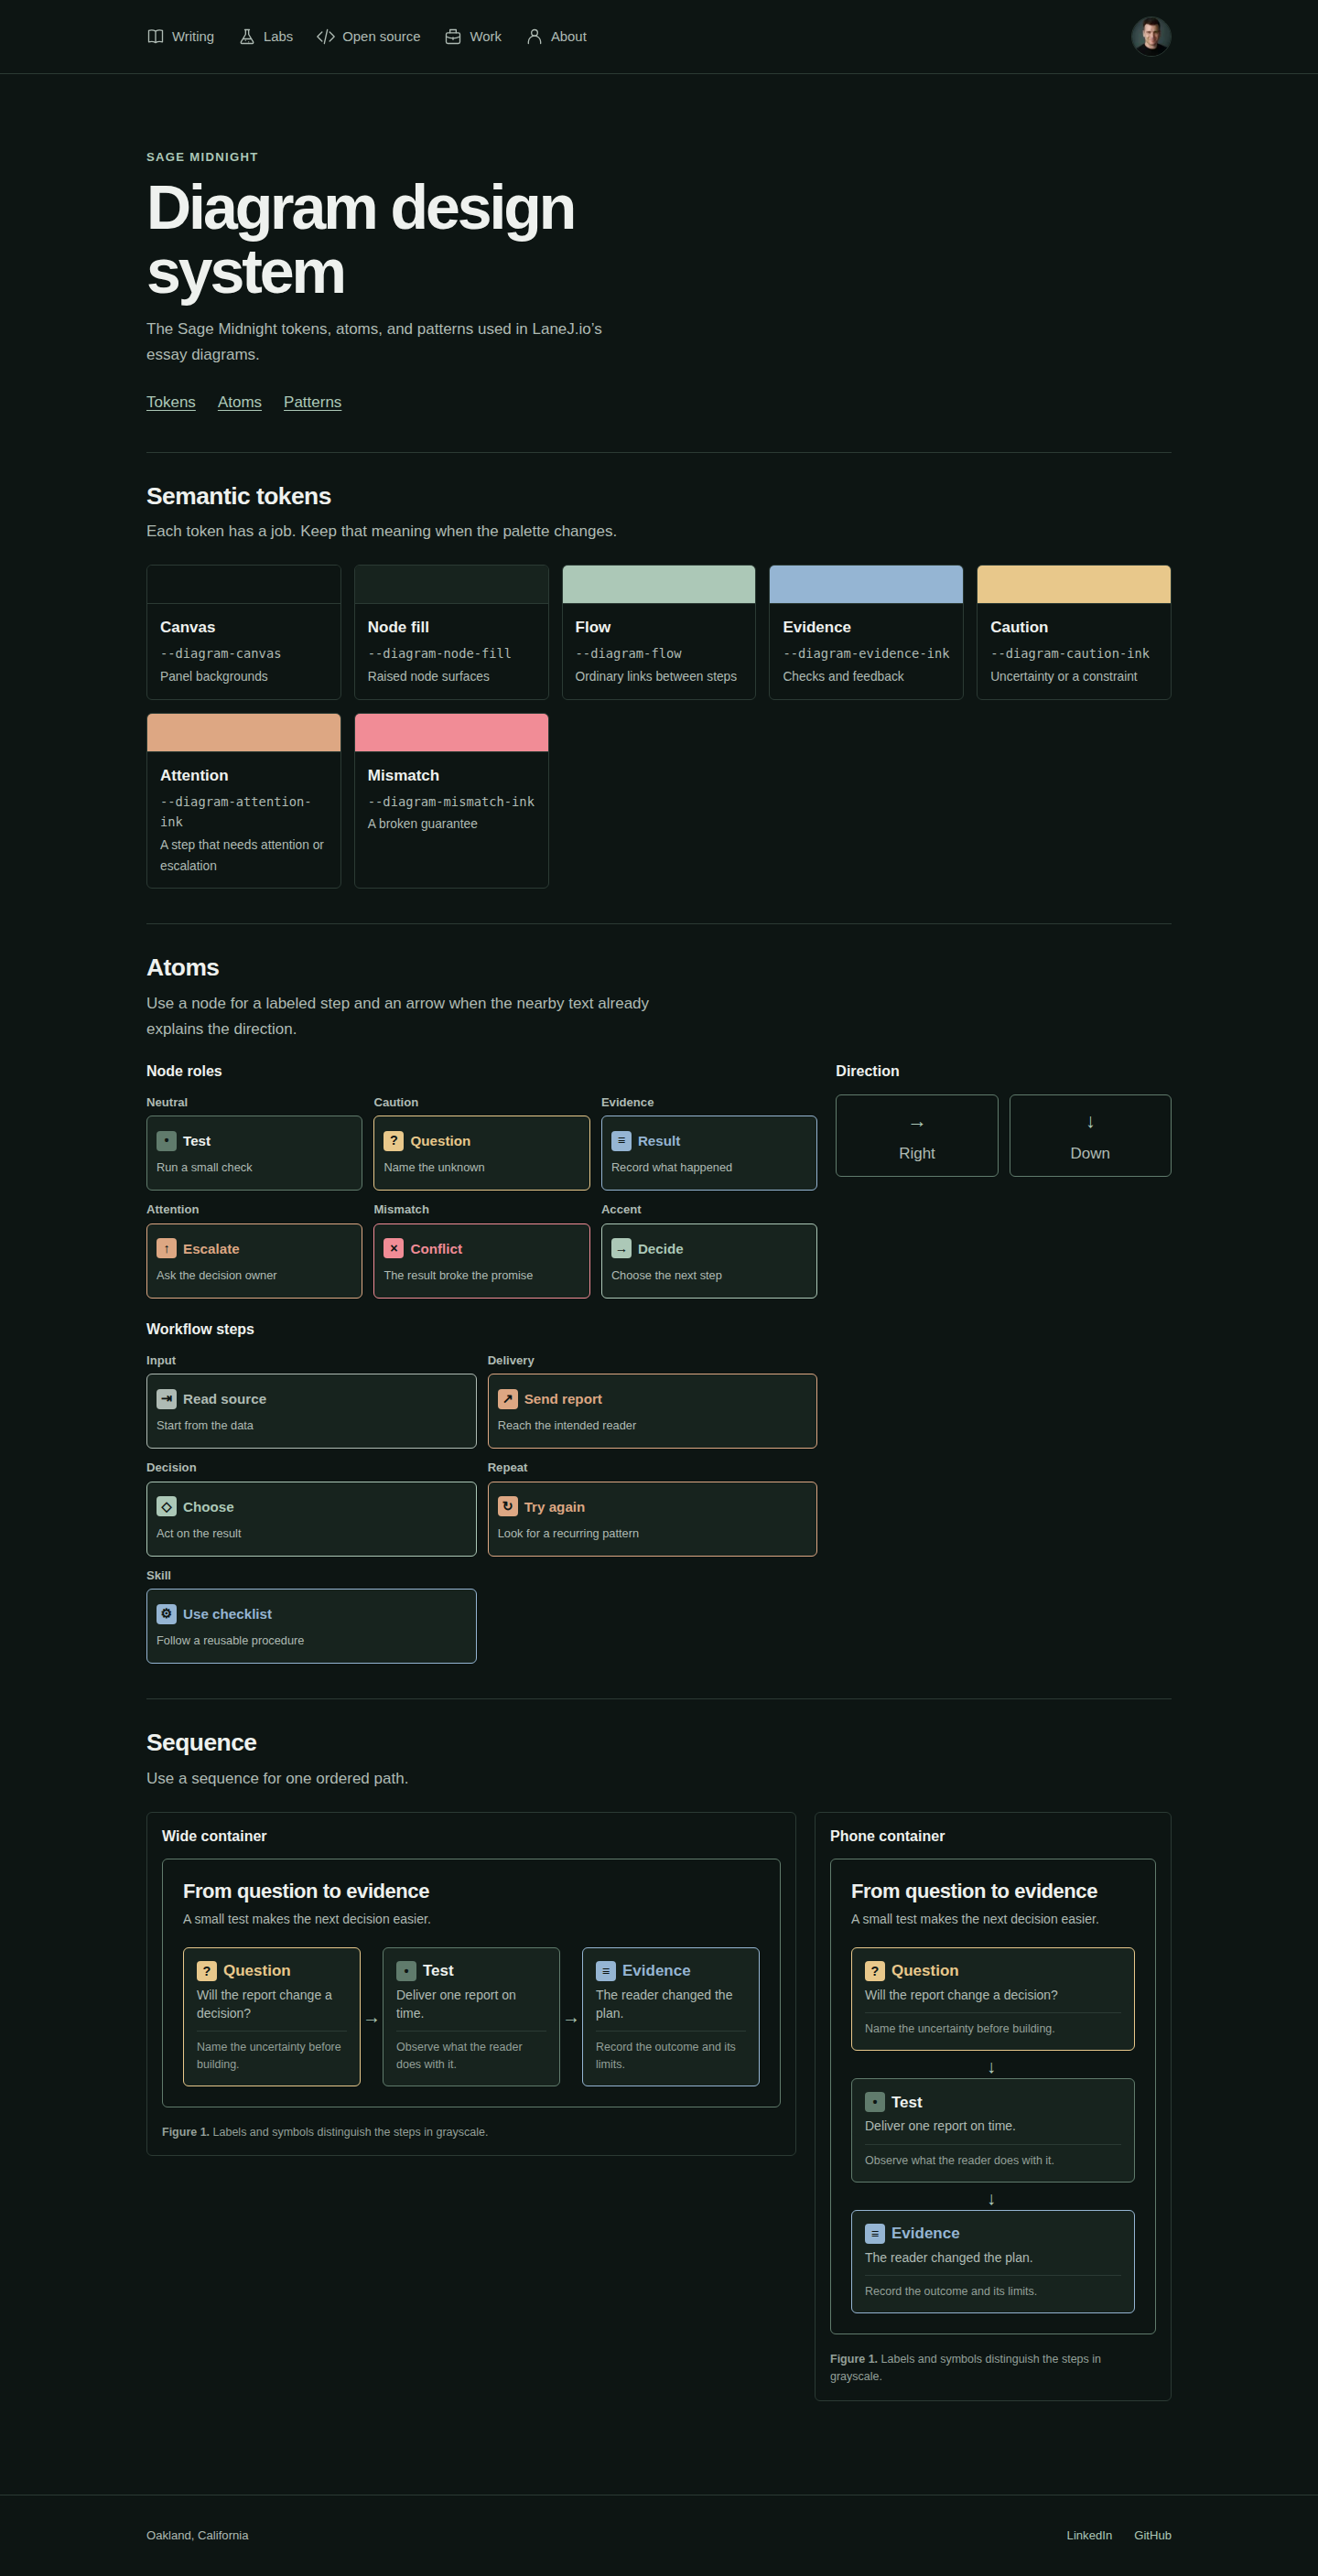 Writing Labs Open source Work About
SAGE MIDNIGHT
Diagram design
system
The Sage Midnight tokens, atoms, and patterns used in LaneJ.io’s
essay diagrams.
Tokens Atoms Patterns
Semantic tokens
Each token has a job. Keep that meaning when the palette changes.
Canvas
--diagram-canvas
Panel backgrounds
Node fill
--diagram-node-fill
Raised node surfaces
Flow
--diagram-flow
Ordinary links between steps
Evidence
--diagram-evidence-ink
Checks and feedback
Caution
--diagram-caution-ink
Uncertainty or a constraint
Attention
--diagram-attention-
ink
A step that needs attention or
escalation
Mismatch
--diagram-mismatch-ink
A broken guarantee
Atoms
Use a node for a labeled step and an arrow when the nearby text already
explains the direction.
Node roles
Neutral
• Test
Run a small check
Caution
? Question
Name the unknown
Evidence
≡ Result
Record what happened
Attention
↑ Escalate
Ask the decision owner
Mismatch
× Conflict
The result broke the promise
Accent
→ Decide
Choose the next step
Direction
→
Right
↓
Down
Workflow steps
Input
⇥ Read source
Start from the data
Delivery
↗ Send report
Reach the intended reader
Decision
◇ Choose
Act on the result
Repeat
↻ Try again
Look for a recurring pattern
Skill
⚙ Use checklist
Follow a reusable procedure
Sequence
Use a sequence for one ordered path.
Wide container
From question to evidence
A small test makes the next decision easier.
? Question
Will the report change a
decision?
Name the uncertainty before
building.
→
• Test
Deliver one report on
time.
Observe what the reader
does with it.
→
≡ Evidence
The reader changed the
plan.
Record the outcome and its
limits.
Figure 1. Labels and symbols distinguish the steps in grayscale.
Phone container
From question to evidence
A small test makes the next decision easier.
? Question
Will the report change a decision?
Name the uncertainty before building.
↓
• Test
Deliver one report on time.
Observe what the reader does with it.
↓
≡ Evidence
The reader changed the plan.
Record the outcome and its limits.
Figure 1. Labels and symbols distinguish the steps in
grayscale.
Oakland, California
LinkedIn GitHub